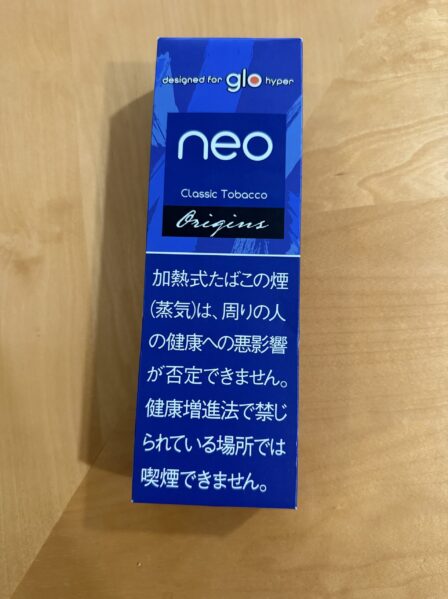 designed for glo hyper
neo
Classic Tobacco
Origins
加熱式たばこの煙
(蒸気)は、周りの人
の健康への悪影響
が否定できません。
健康増進法で禁じ
られている場所では
喫煙できません。